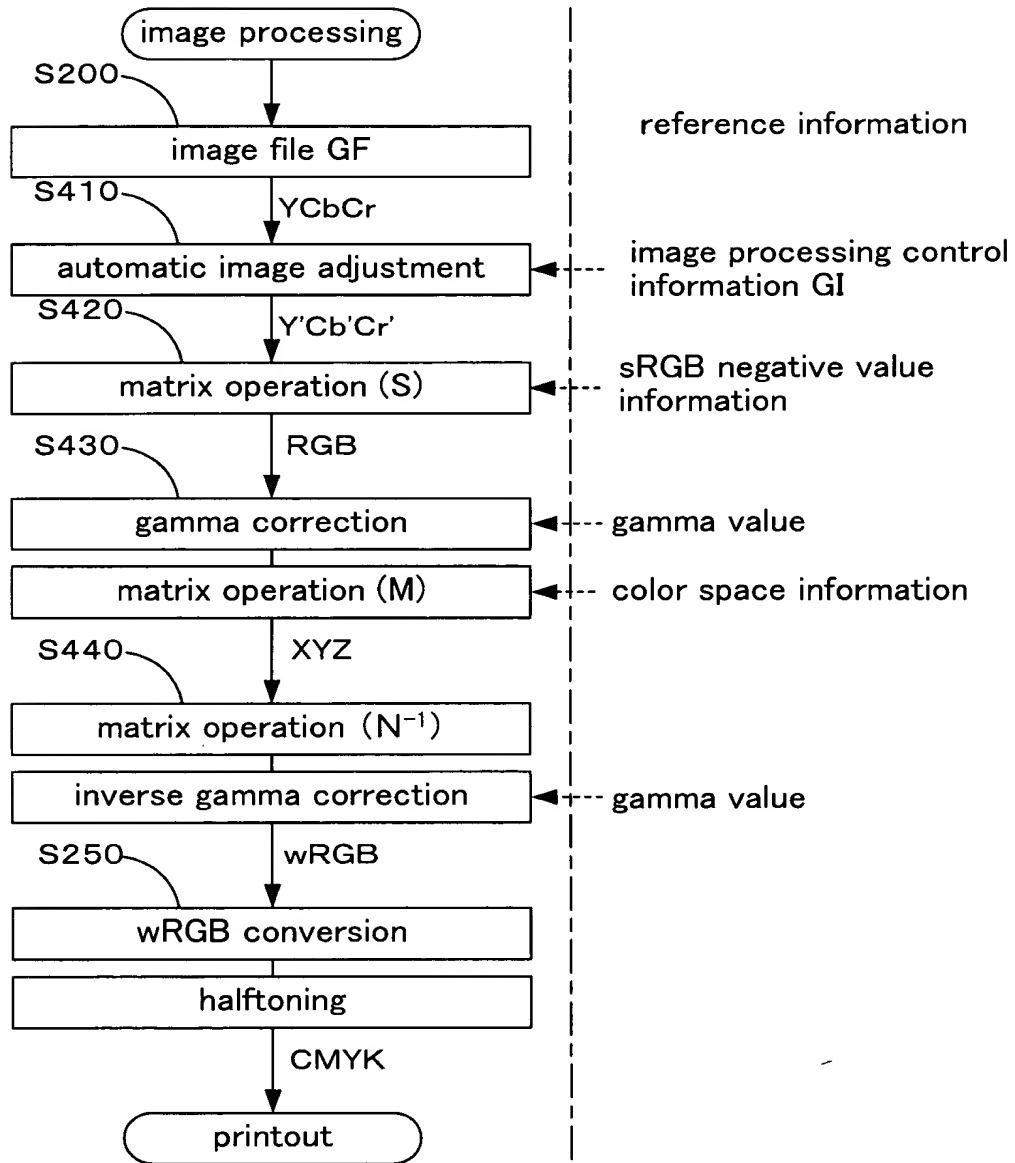 image processing
S200
reference information
image file GF
S410
YCbCr
automatic image adjustment
image processing control
information GI
S420
Y'Cb'Cr'
matrix operation (S)
sRGB negative value
information
S430
RGB
gamma correction
gamma value
matrix operation (M)
color space information
S440
XYZ
matrix operation (N⁻¹)
inverse gamma correction
gamma value
S250
wRGB
wRGB conversion
halftoning
CMYK
printout